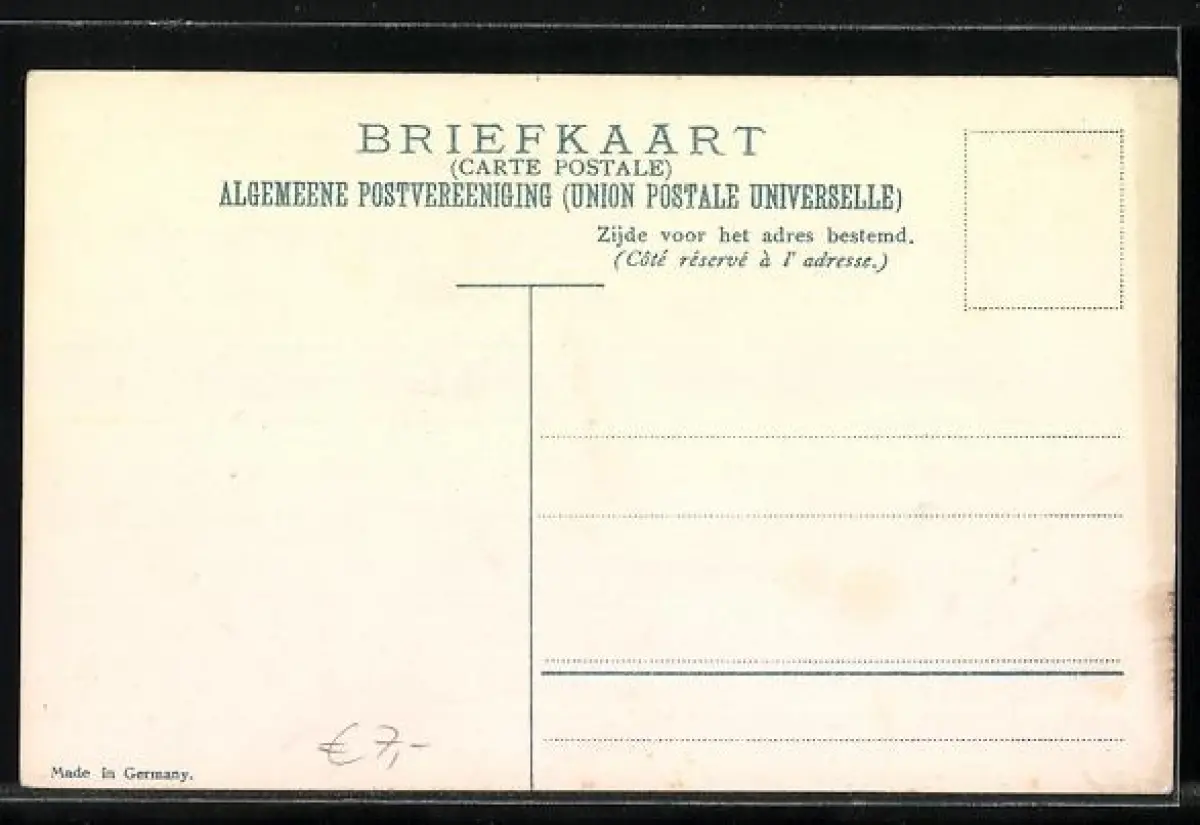 BRIEFKAART
(CARTE POSTALE)
ALGEMEENE POSTVEREENIGING (UNION POSTALE UNIVERSELLE)
Zijde voor het adres bestemd.
(Côté réservé à l' adresse.)
€ 7,-
Made in Germany.